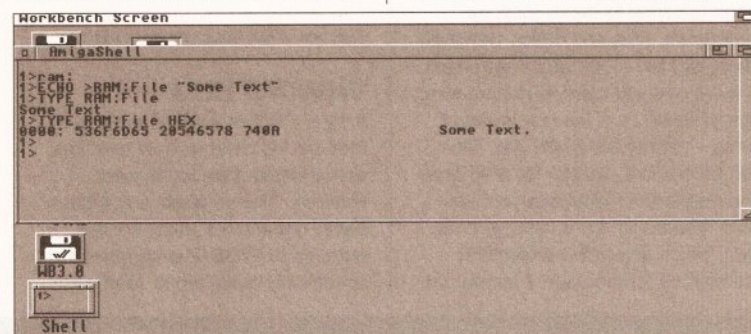 Workbench Screen
AmigaShell
1>ram:
1>ECHO >RAM:File "Some Text"
1>TYPE RAM:File
Some Text
1>TYPE RAM:File HEX
0000: 536F6D65 20546578 740A Some Text.
1>
1>
WB3.0
1>
Shell